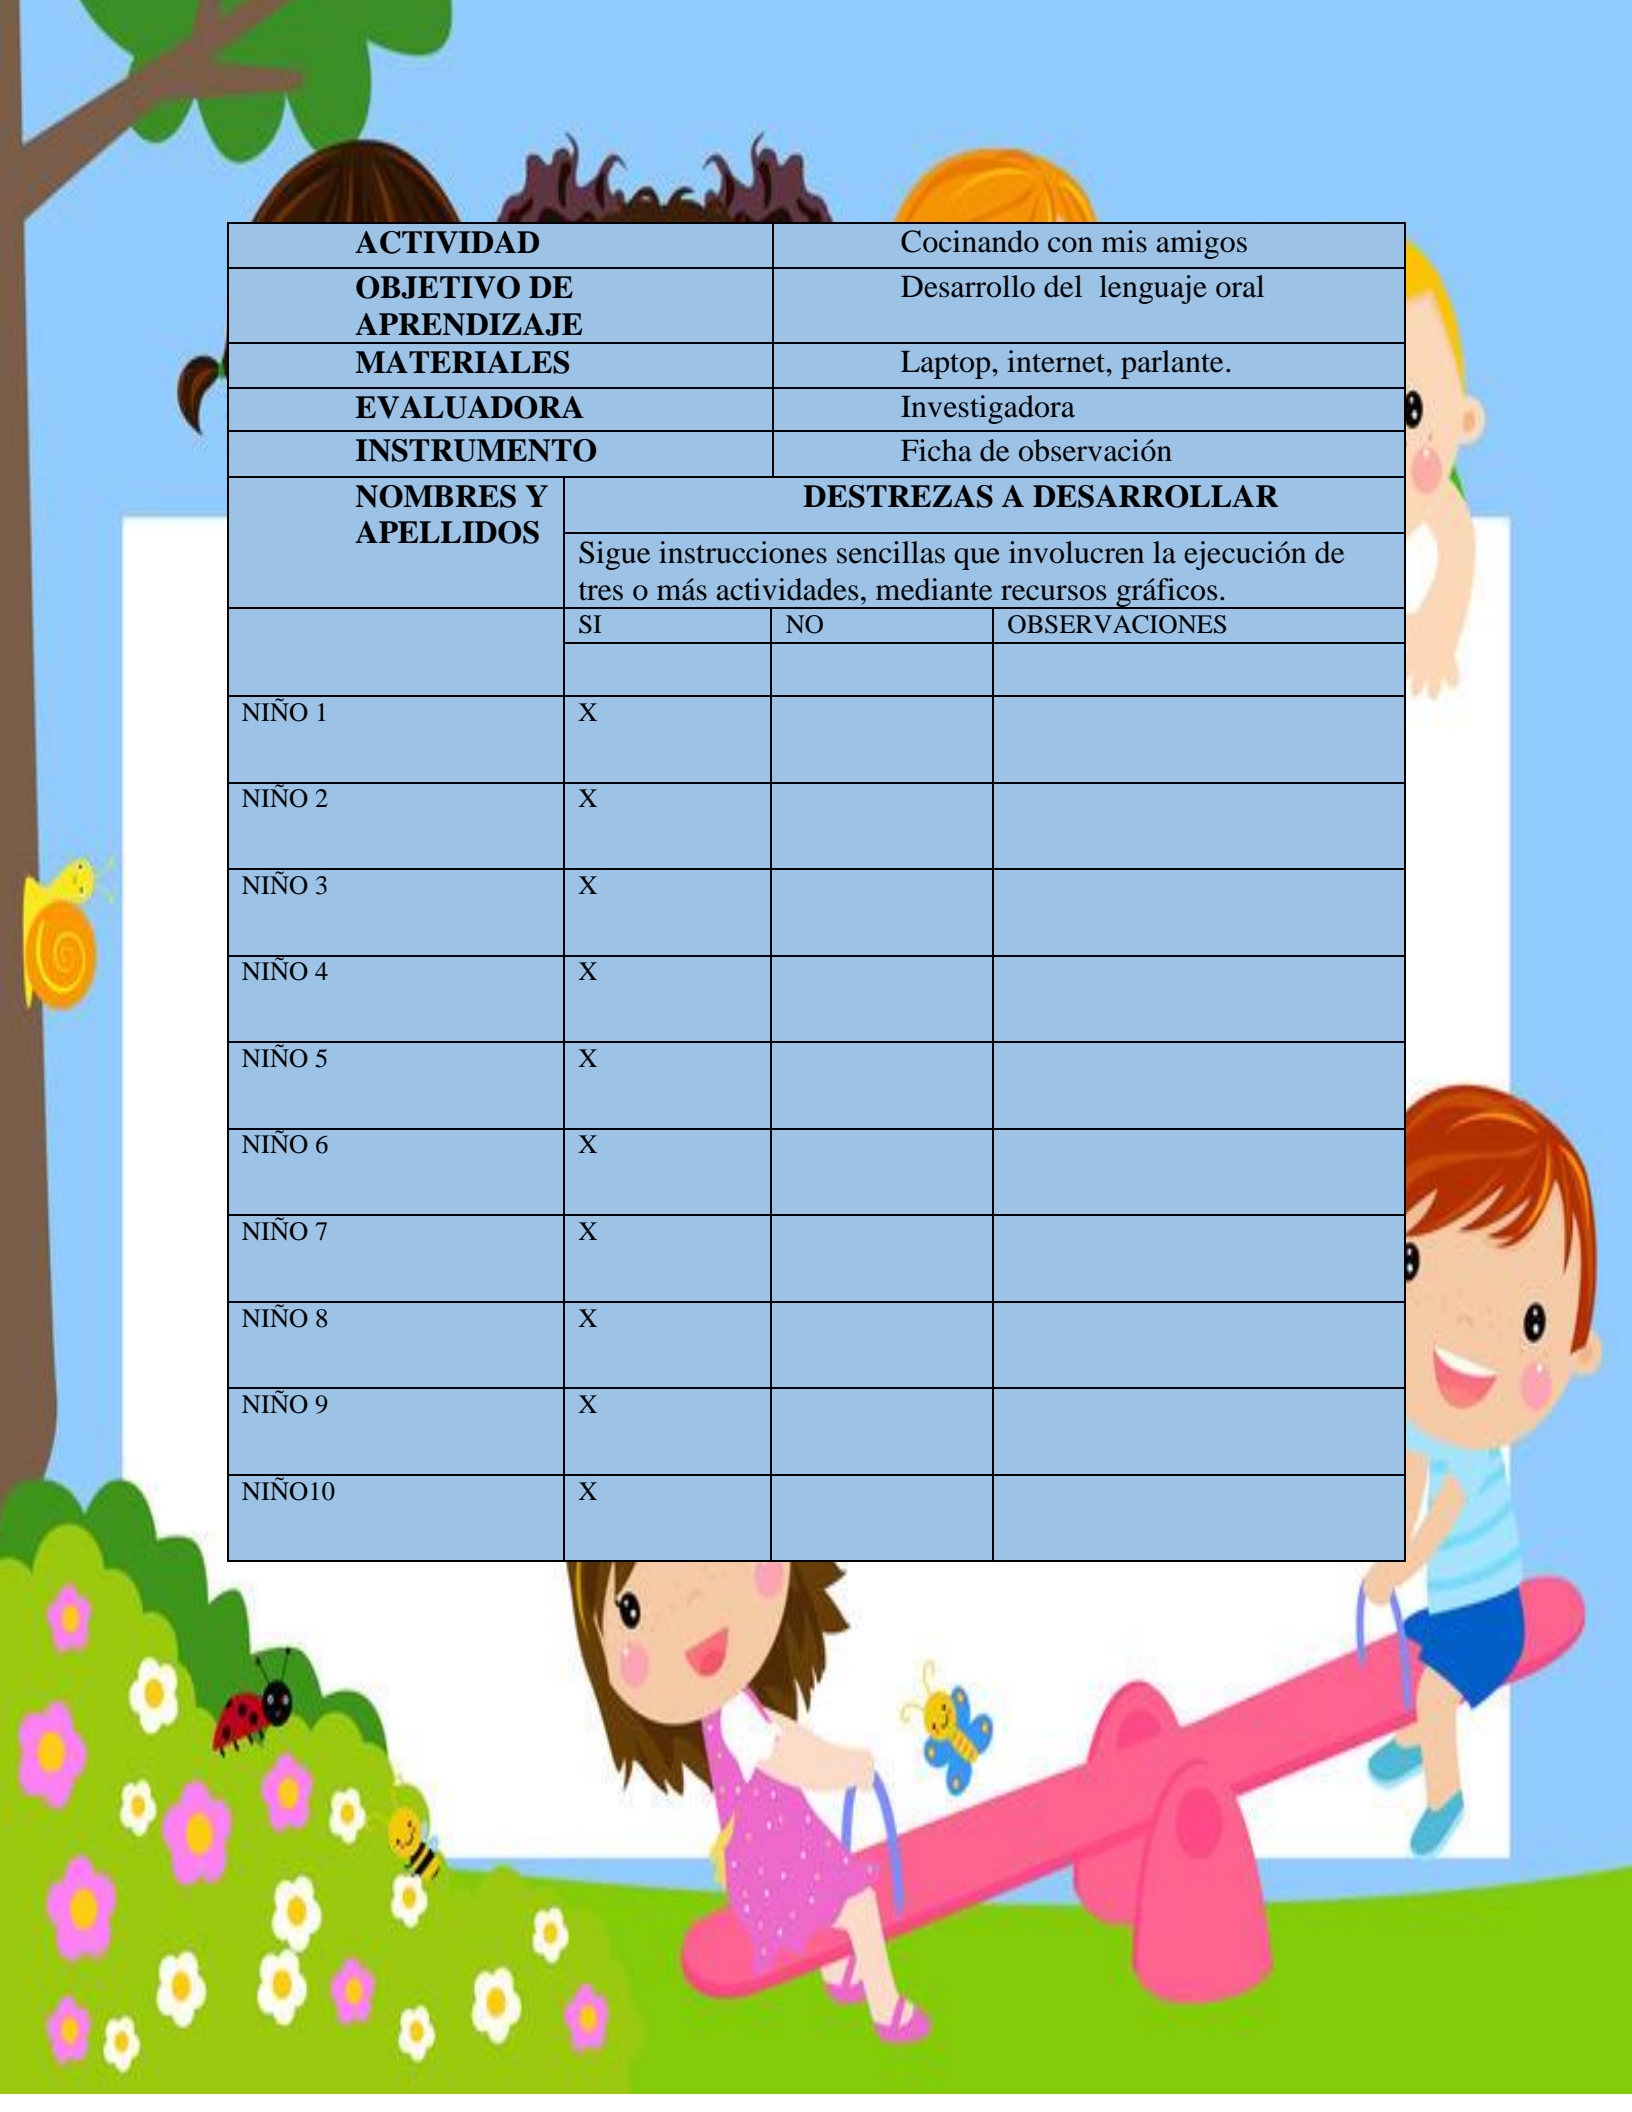 ACTIVIDAD Cocinando con mis amigos
OBJETIVO DE Desarrollo del lenguaje oral
APRENDIZAJE
MATERIALES Laptop, internet, parlante.
EVALUADORA Investigadora
INSTRUMENTO Ficha de observación
NOMBRES Y DESTREZAS A DESARROLLAR
APELLIDOS
Sigue instrucciones sencillas que involucren la ejecución de
tres o más actividades, mediante recursos gráficos.
SI NO OBSERVACIONES
NIÑO 1 X
NIÑO 2 X
NIÑO 3 X
NIÑO 4 X
NIÑO 5 X
NIÑO 6 X
NIÑO 7 X
NIÑO 8 X
NIÑO 9 X
NIÑO10 X